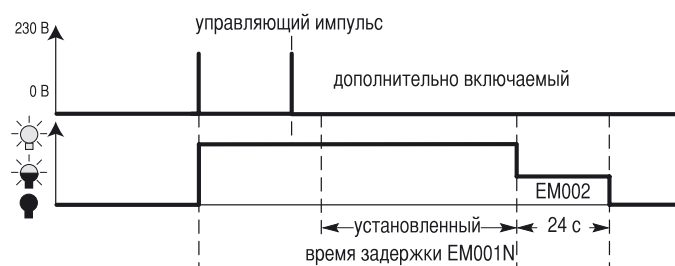 управляющий импульс
230 В
дополнительно включаемый
0 В
EM002
установленный
24 с
время задержки EM001N